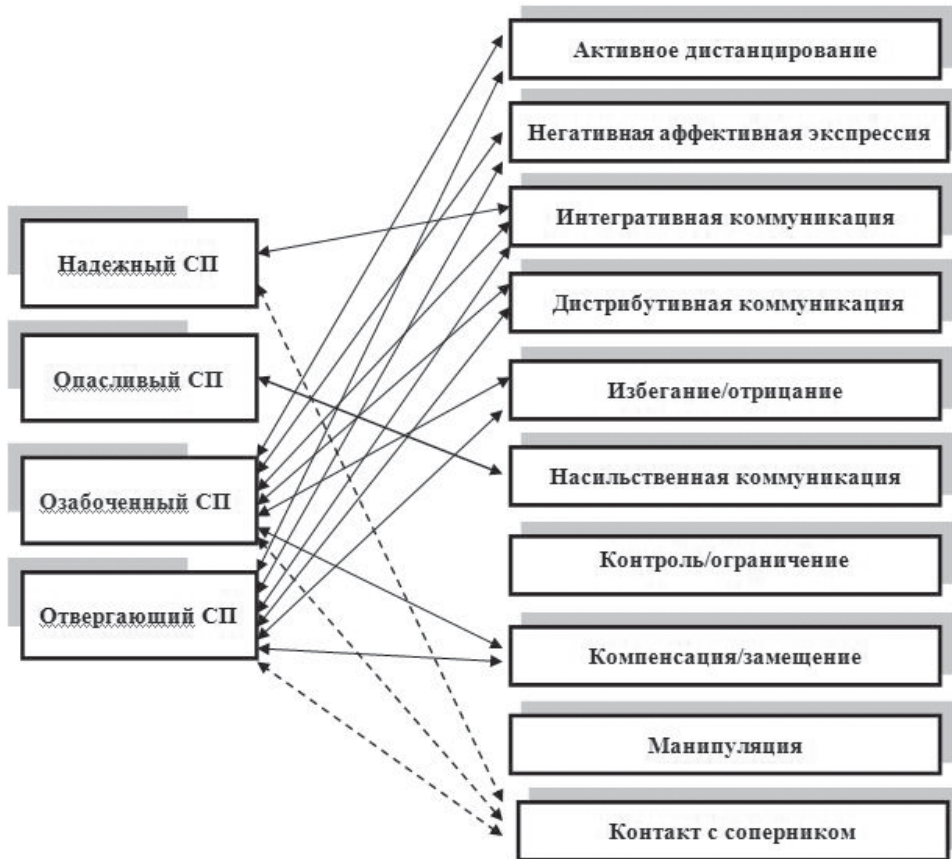 Надежный СП
Опасливый СП
Озабоченный СП
Отвергающий СП
Активное дистанцирование
Негативная аффективная экспрессия
Интегративная коммуникация
Дистрибутивная коммуникация
Избегание/отрицание
Насильственная коммуникация
Контроль/ограничение
Компенсация/замещение
Манипуляция
Контакт с соперником